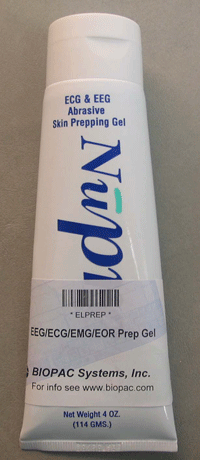 ECG & EEG
Abrasive
Skin Prepping Gel
Nup
* ELPREP *
EEG/ECG/EMG/EOR Prep Gel
BIOPAC Systems, Inc.
For info see www.biopac.com
Net Weight 4 OZ.
(114 GMS.)